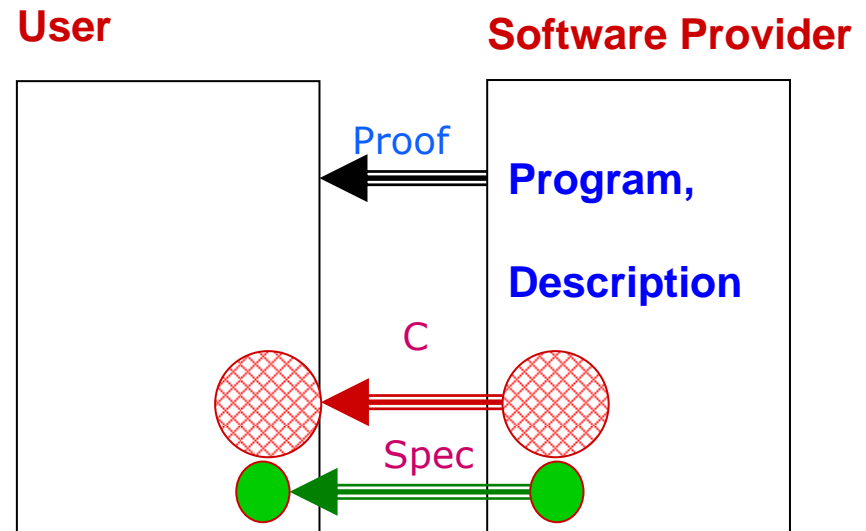 User
Software Provider
Proof
Program,
Description
C
Spec